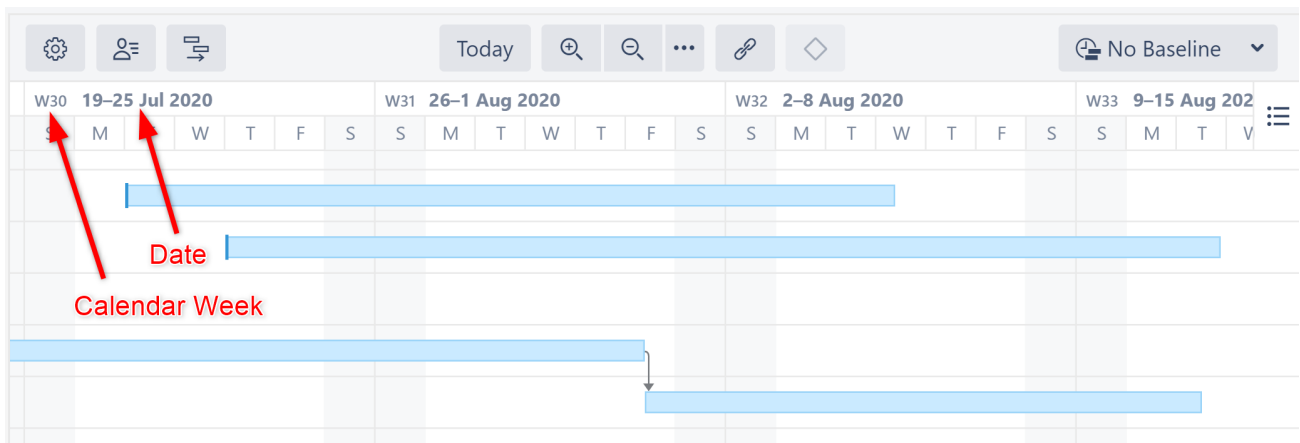 Today
No Baseline
W30 19–25 Jul 2020 W31 26–1 Aug 2020 W32 2–8 Aug 2020 W33 9–15 Aug 202
S M W T F S S M T W T F S S M T W T F S S M T W
Date
Calendar Week